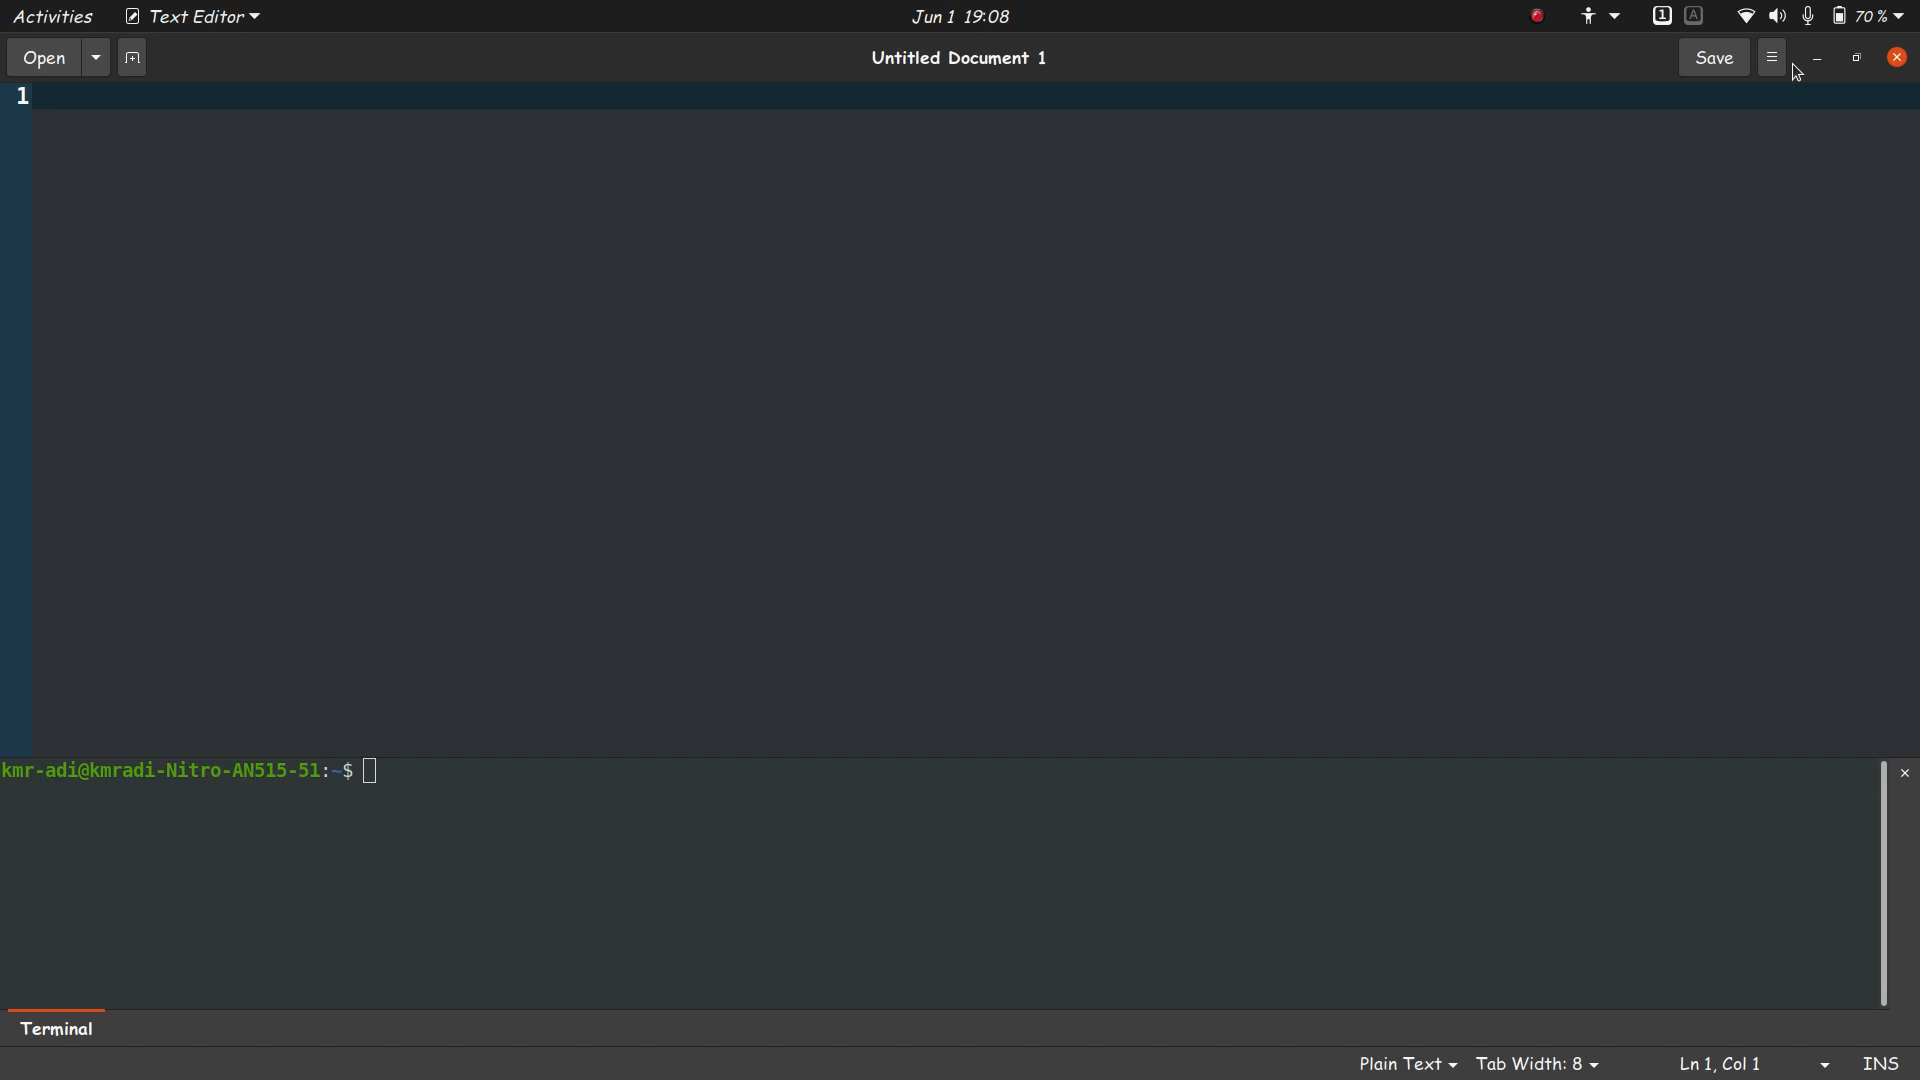 Activities Text Editor Jun 1 19:08 1 A 70 %
Open Untitled Document 1 Save
1
kmr-adi@kmradi-Nitro-AN515-51:~$
Terminal
Plain Text Tab Width: 8 Ln 1, Col 1 INS